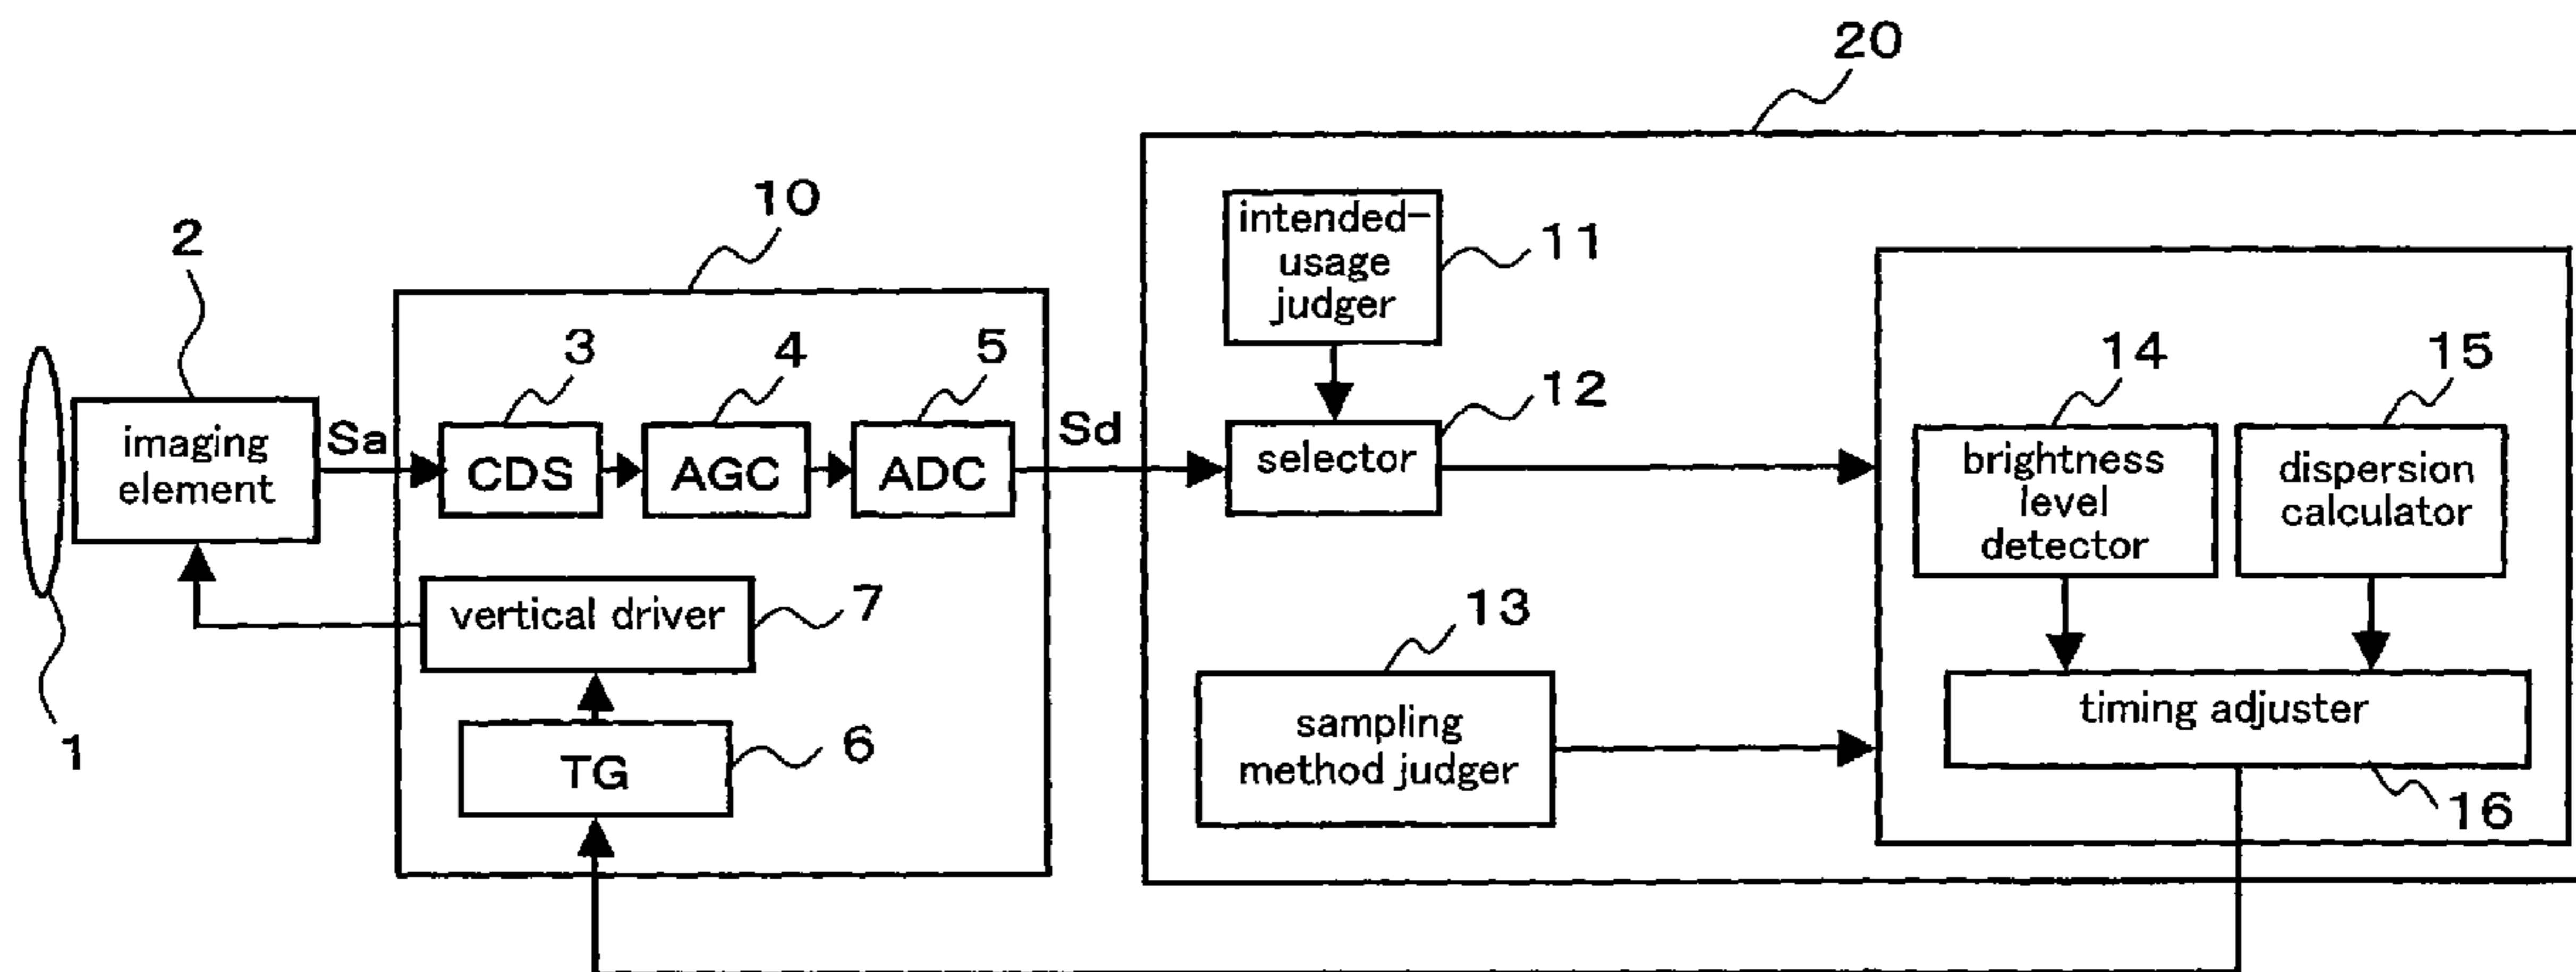 20
10
2
intended-
usage
judger
11
3
4
5
14
15
12
imaging
element
Sa
CDS
AGC
ADC
Sd
selector
brightness
level
detector
dispersion
calculator
vertical driver
7
13
1
TG
6
sampling
method judger
timing adjuster
16